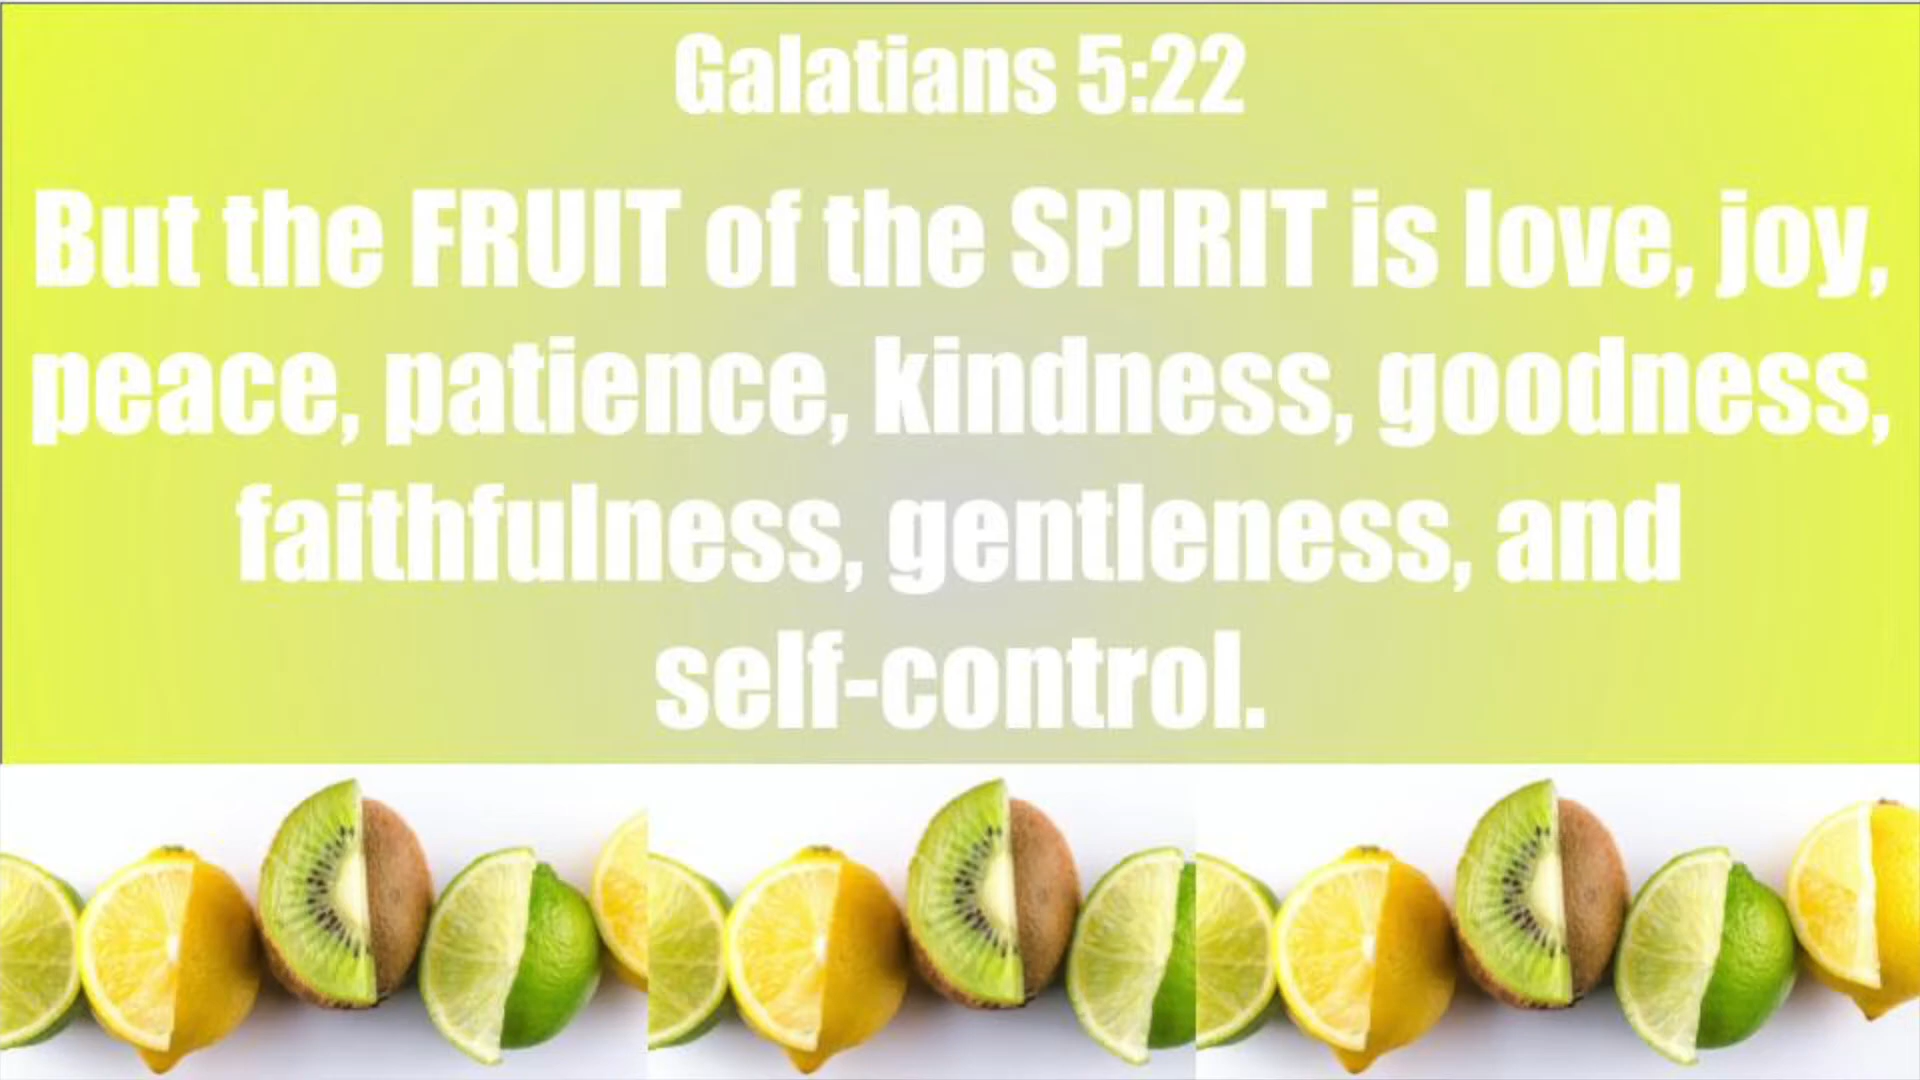 Galatians 5:22
But the FRUIT of the SPIRIT is love, joy,
peace, patience, kindness, goodness,
faithfulness, gentleness, and
self-control.